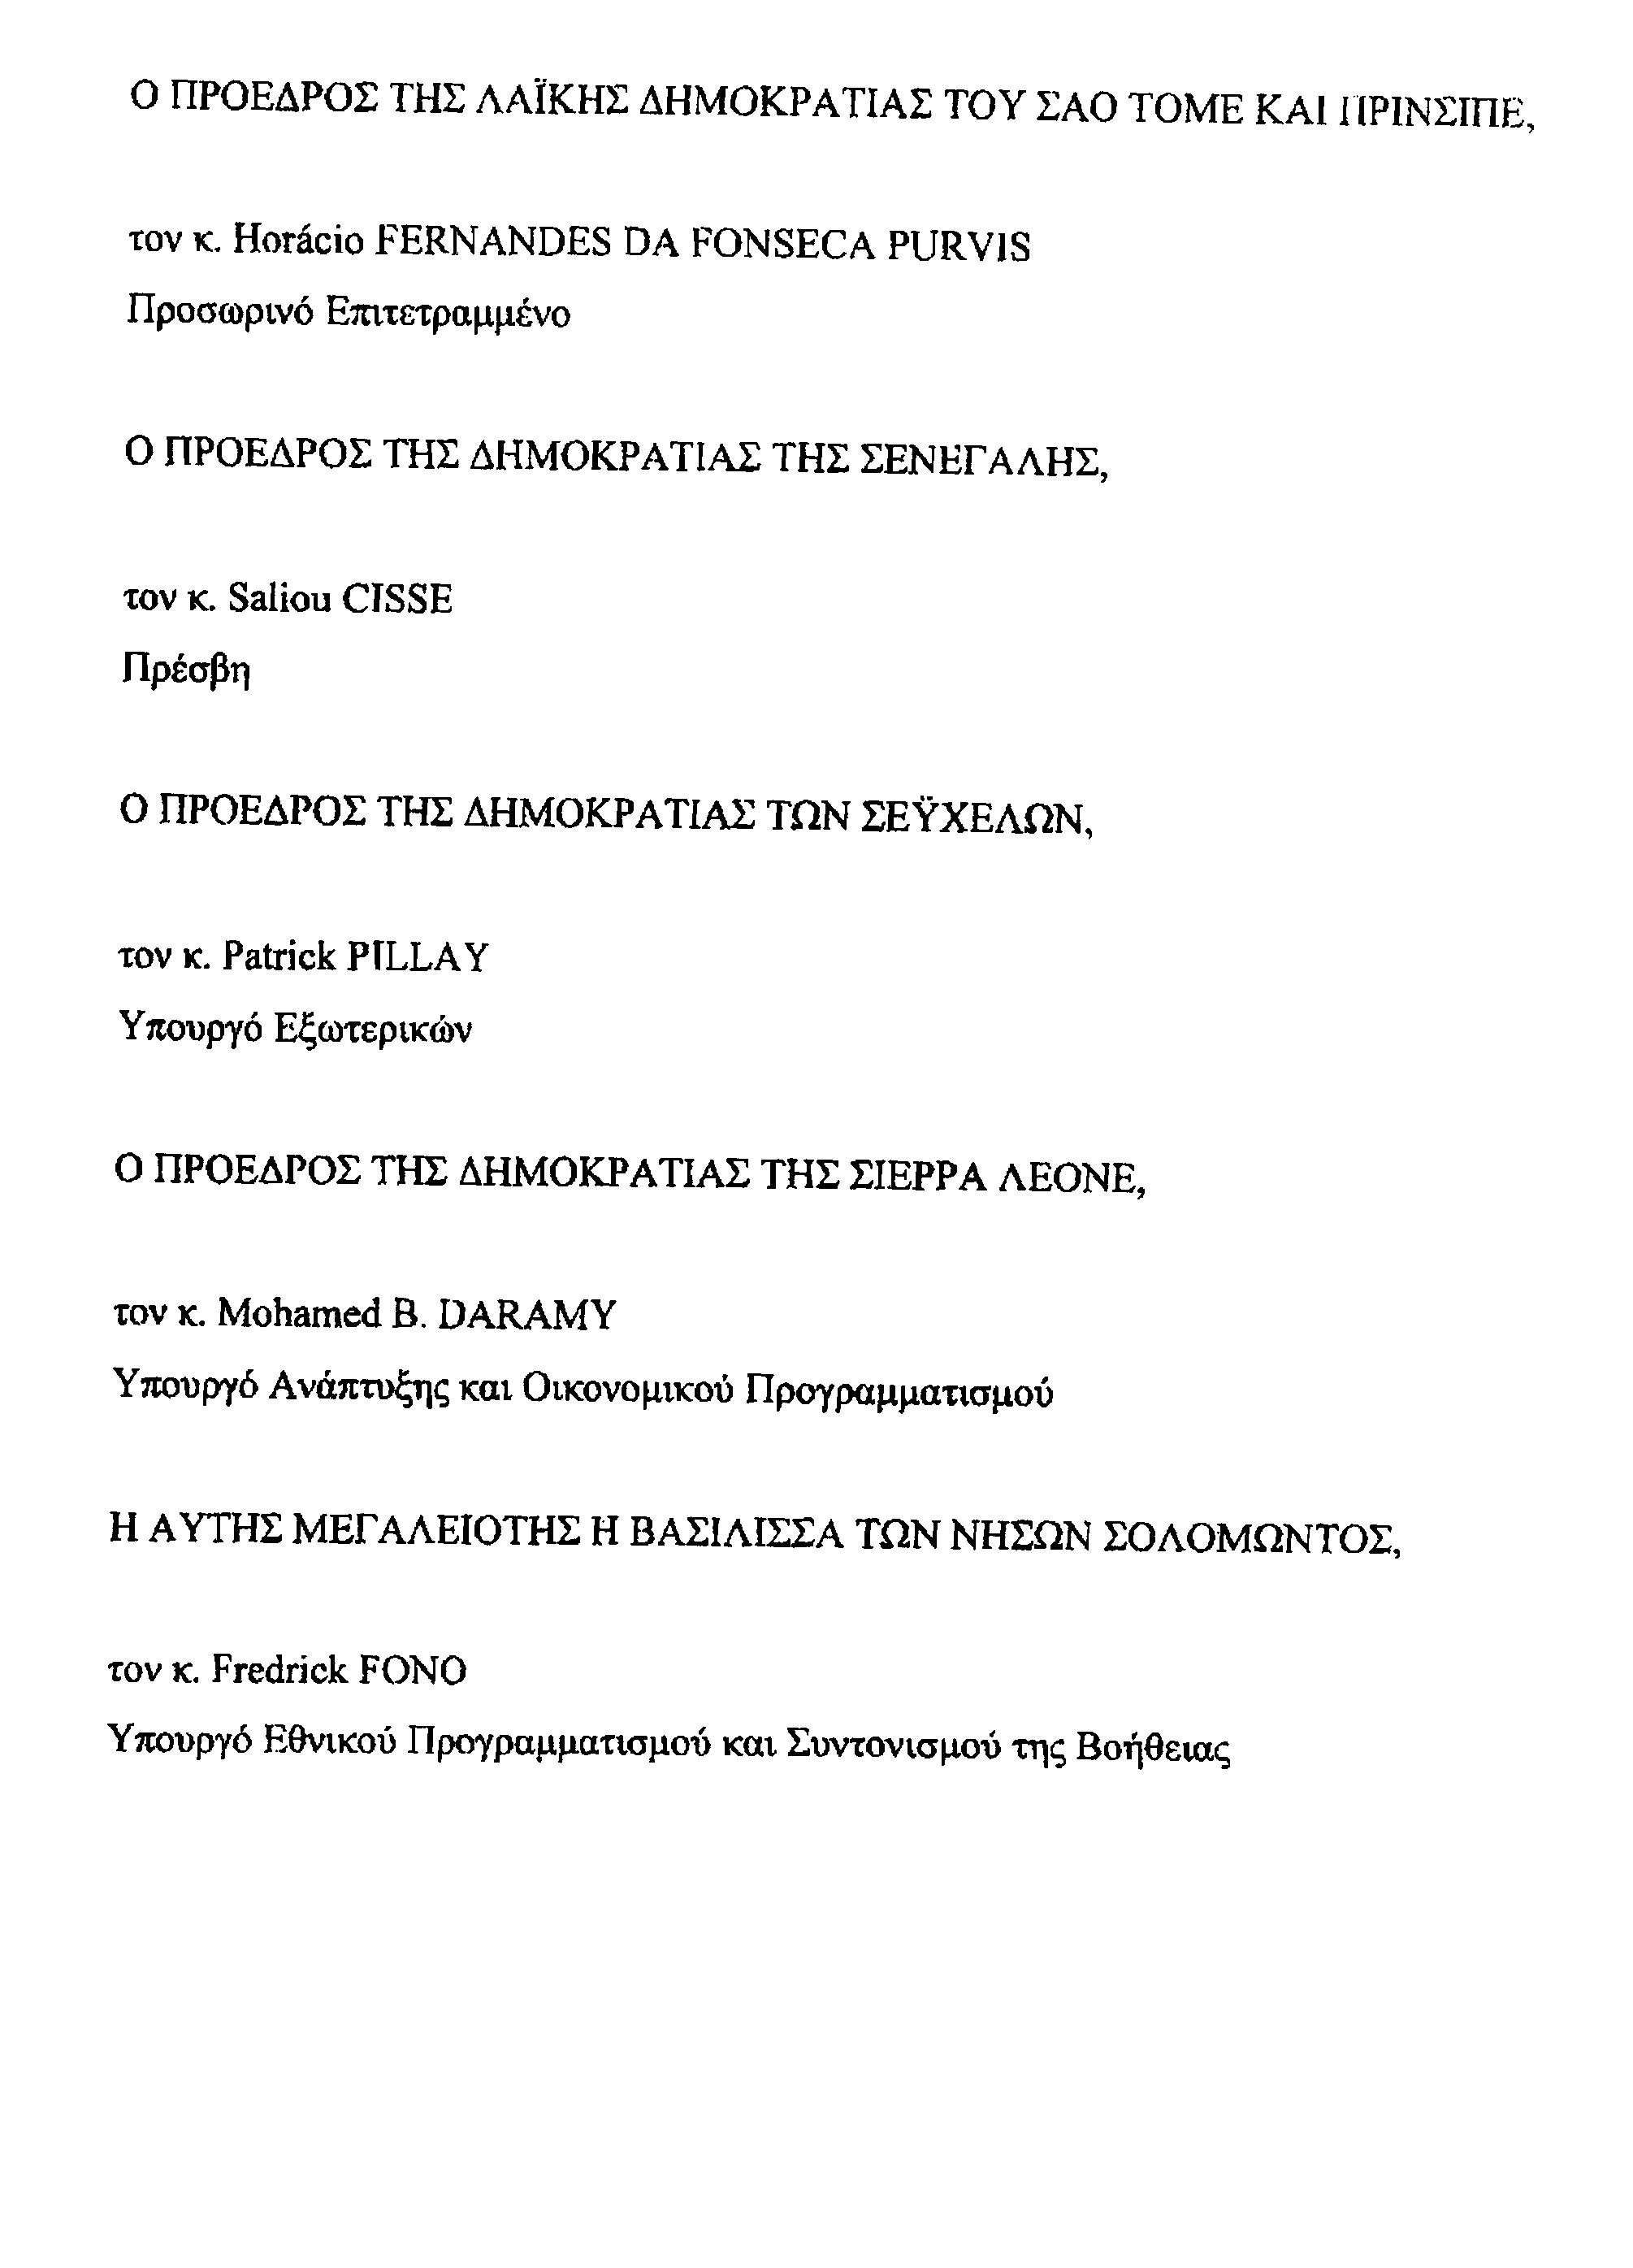 Ο ΠΡΟΕΔΡΟΣ ΤΗΣ ΛΑΪΚΗΣ ΔΗΜΟΚΡΑΤΙΑΣ ΤΟΥ ΣΑΟ ΤΟΜΕ ΚΑΙ ΠΡΙΝΣΙΠΕ,
τον κ. Horácio FERNANDES DA FONSECA PURVIS
Προσωρινό Επιτετραμμένο
Ο ΠΡΟΕΔΡΟΣ ΤΗΣ ΔΗΜΟΚΡΑΤΙΑΣ ΤΗΣ ΣΕΝΕΓΑΛΗΣ,
τον κ. Saliou CISSE
Πρέσβη
Ο ΠΡΟΕΔΡΟΣ ΤΗΣ ΔΗΜΟΚΡΑΤΙΑΣ ΤΩΝ ΣΕΫΧΕΛΩΝ,
τον κ. Patrick PILLAY
Υπουργό Εξωτερικών
Ο ΠΡΟΕΔΡΟΣ ΤΗΣ ΔΗΜΟΚΡΑΤΙΑΣ ΤΗΣ ΣΙΕΡΡΑ ΛΕΟΝΕ,
τον κ. Mohamed B. DARAMY
Υπουργό Ανάπτυξης και Οικονομικού Προγραμματισμού
Η ΑΥΤΗΣ ΜΕΓΑΛΕΙΟΤΗΣ Η ΒΑΣΙΛΙΣΣΑ ΤΩΝ ΝΗΣΩΝ ΣΟΛΟΜΩΝΤΟΣ,
τον κ. Fredrick FONO
Υπουργό Εθνικού Προγραμματισμού και Συντονισμού της Βοήθειας